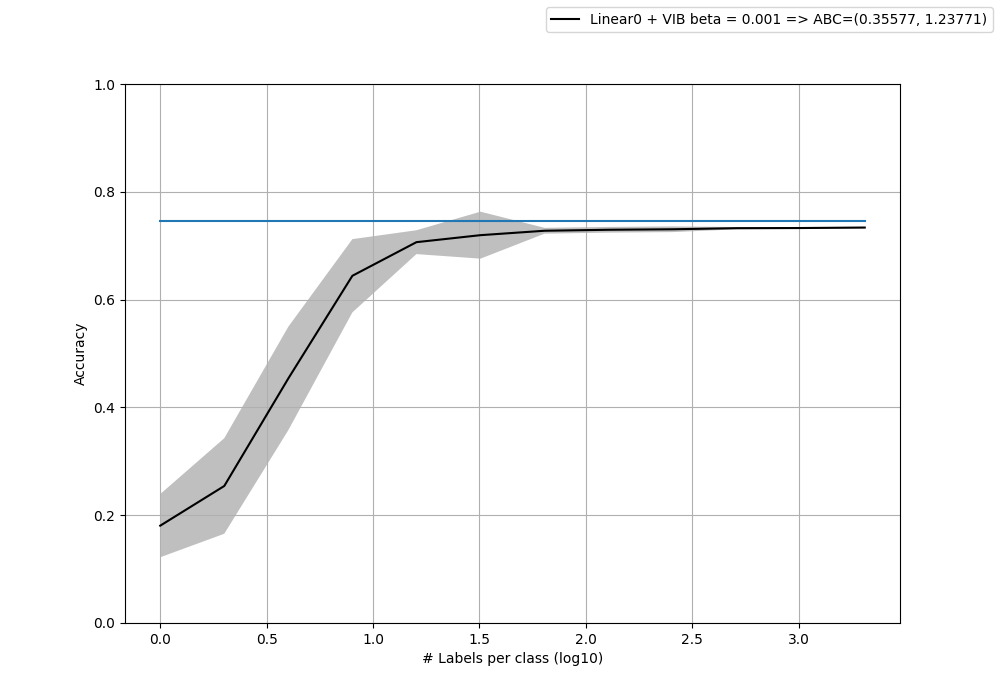 Linear0 + VIB beta = 0.001 => ABC=(0.35577, 1.23771)
1.0
0.8
0.6
0.4
0.2
0.0
Accuracy
0.0 0.5 1.0 1.5 2.0 2.5 3.0
# Labels per class (log10)